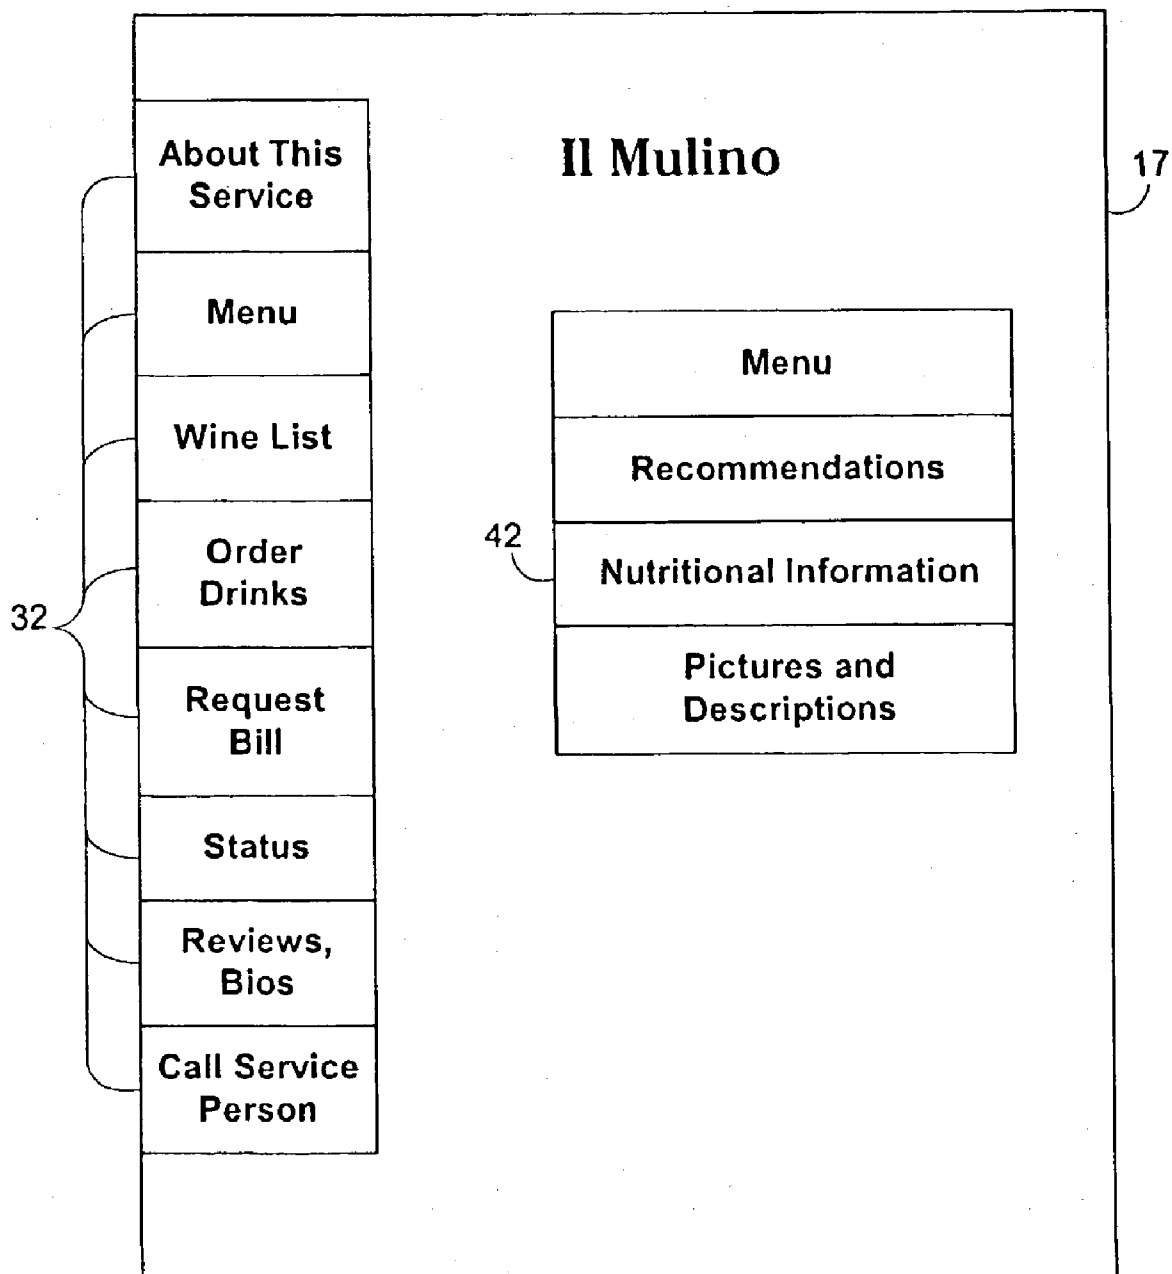 Il Mulino
17
About This
Service
Menu
Wine List
Order
Drinks
Request
Bill
Status
Reviews,
Bios
Call Service
Person
32
Menu
Recommendations
42
Nutritional Information
Pictures and
Descriptions